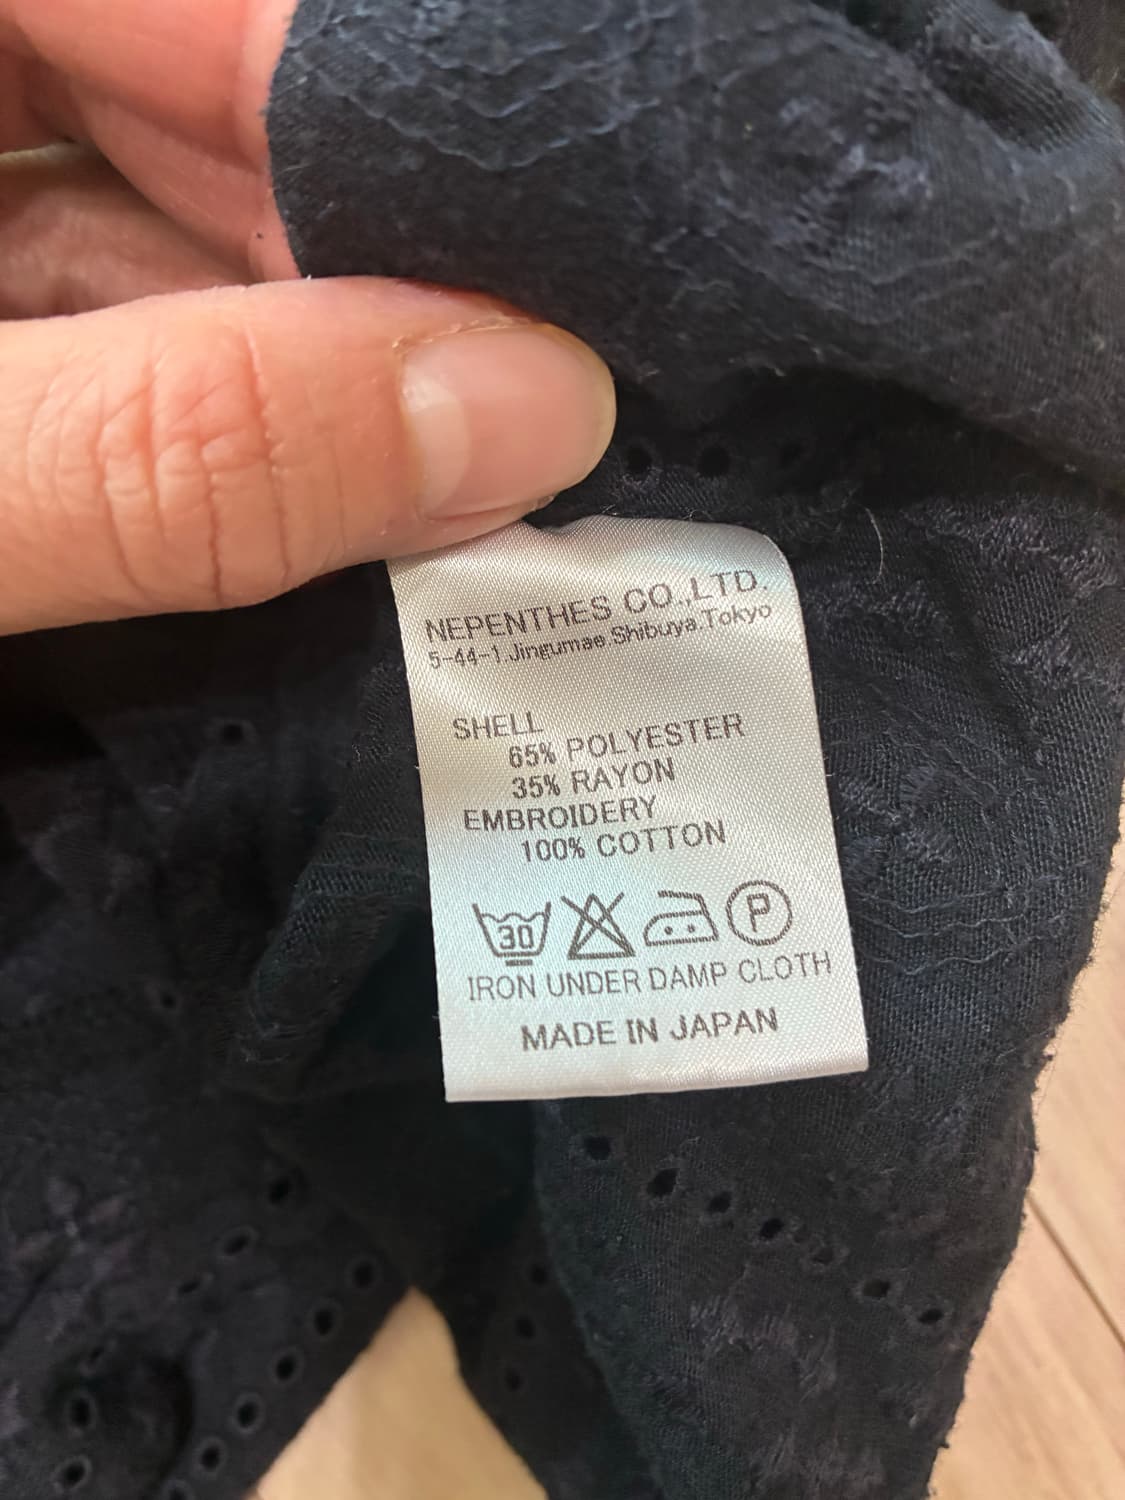 NEPENTHES CO.,LTD.
5-44-1.Jingumae.Shibuya.Tokyo
SHELL
65% POLYESTER
35% RAYON
EMBROIDERY
100% COTTON
30 P
IRON UNDER DAMP CLOTH
MADE IN JAPAN